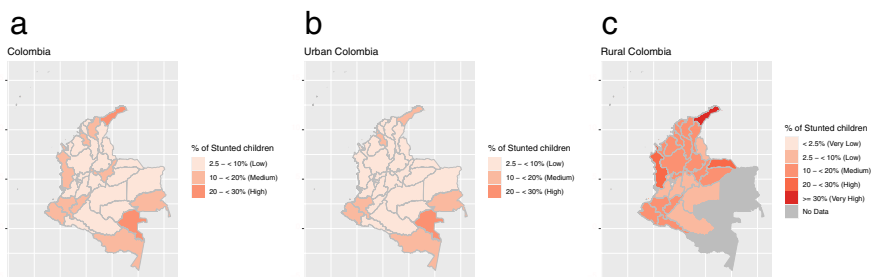 a
Colombia
% of Stunted children
2.5 – < 10% (Low)
10 – < 20% (Medium)
20 – < 30% (High)
b
Urban Colombia
% of Stunted children
2.5 – < 10% (Low)
10 – < 20% (Medium)
20 – < 30% (High)
c
Rural Colombia
% of Stunted children
< 2.5% (Very Low)
2.5 – < 10% (Low)
10 – < 20% (Medium)
20 – < 30% (High)
>= 30% (Very High)
No Data